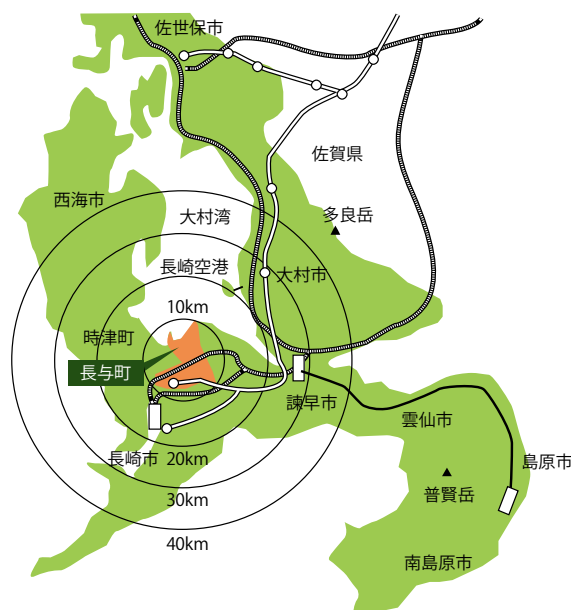 佐世保市
佐賀県
西海市
大村湾
多良岳
長崎空港
大村市
10km
時津町
長与町
諫早市
雲仙市
長崎市
20km
島原市
30km
普賢岳
40km
南島原市